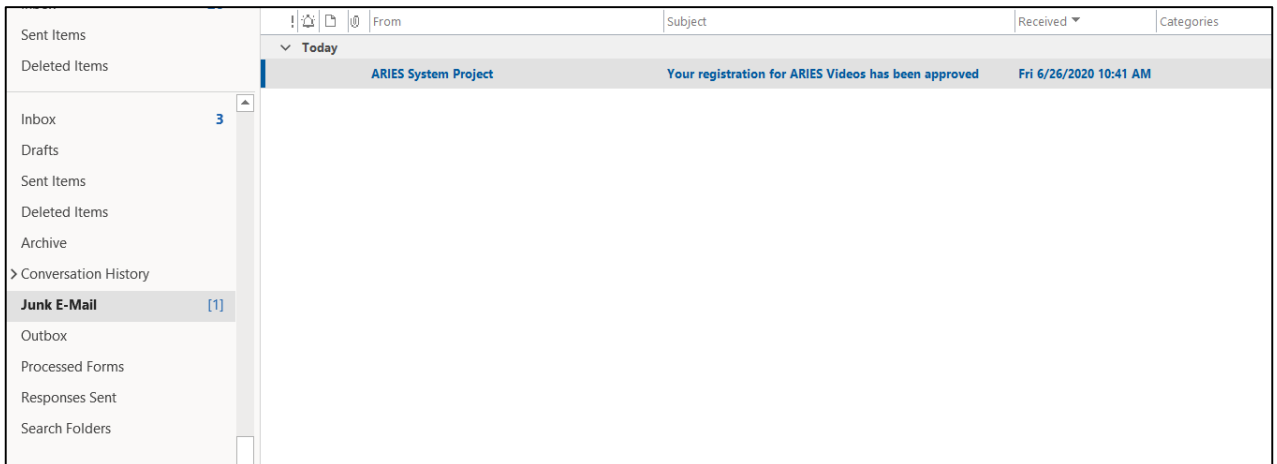 Sent Items
Deleted Items
Inbox 3
Drafts
Sent Items
Deleted Items
Archive
Conversation History
Junk E-Mail [1]
Outbox
Processed Forms
Responses Sent
Search Folders
! From Subject Received Categories
Today
ARIES System Project Your registration for ARIES Videos has been approved Fri 6/26/2020 10:41 AM